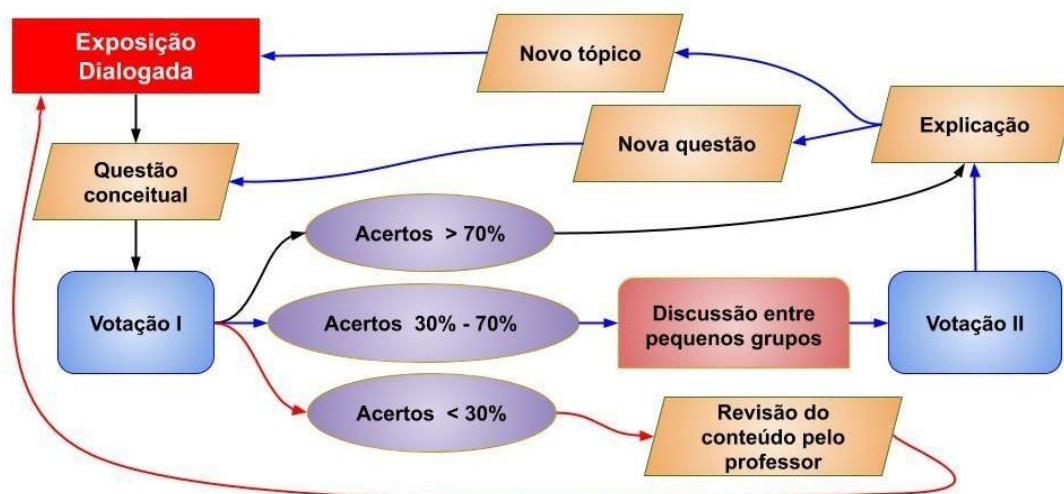 Exposição
Dialogada
Novo tópico
Explicação
Nova questão
Questão
conceitual
Acertos > 70%
Votação I
Acertos 30% - 70%
Discussão entre
pequenos grupos
Votação II
Acertos < 30%
Revisão do
conteúdo pelo
professor